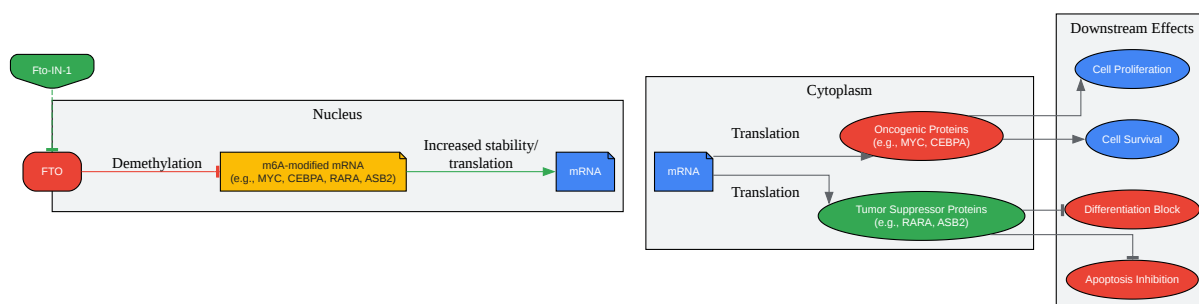 Fto-IN-1
Nucleus
FTO
Demethylation
m6A-modified mRNA
(e.g., MYC, CEBPA, RARA, ASB2)
Increased stability/
translation
mRNA
Cytoplasm
mRNA
Translation
Translation
Oncogenic Proteins
(e.g., MYC, CEBPA)
Tumor Suppressor Proteins
(e.g., RARA, ASB2)
Downstream Effects
Cell Proliferation
Cell Survival
Differentiation Block
Apoptosis Inhibition